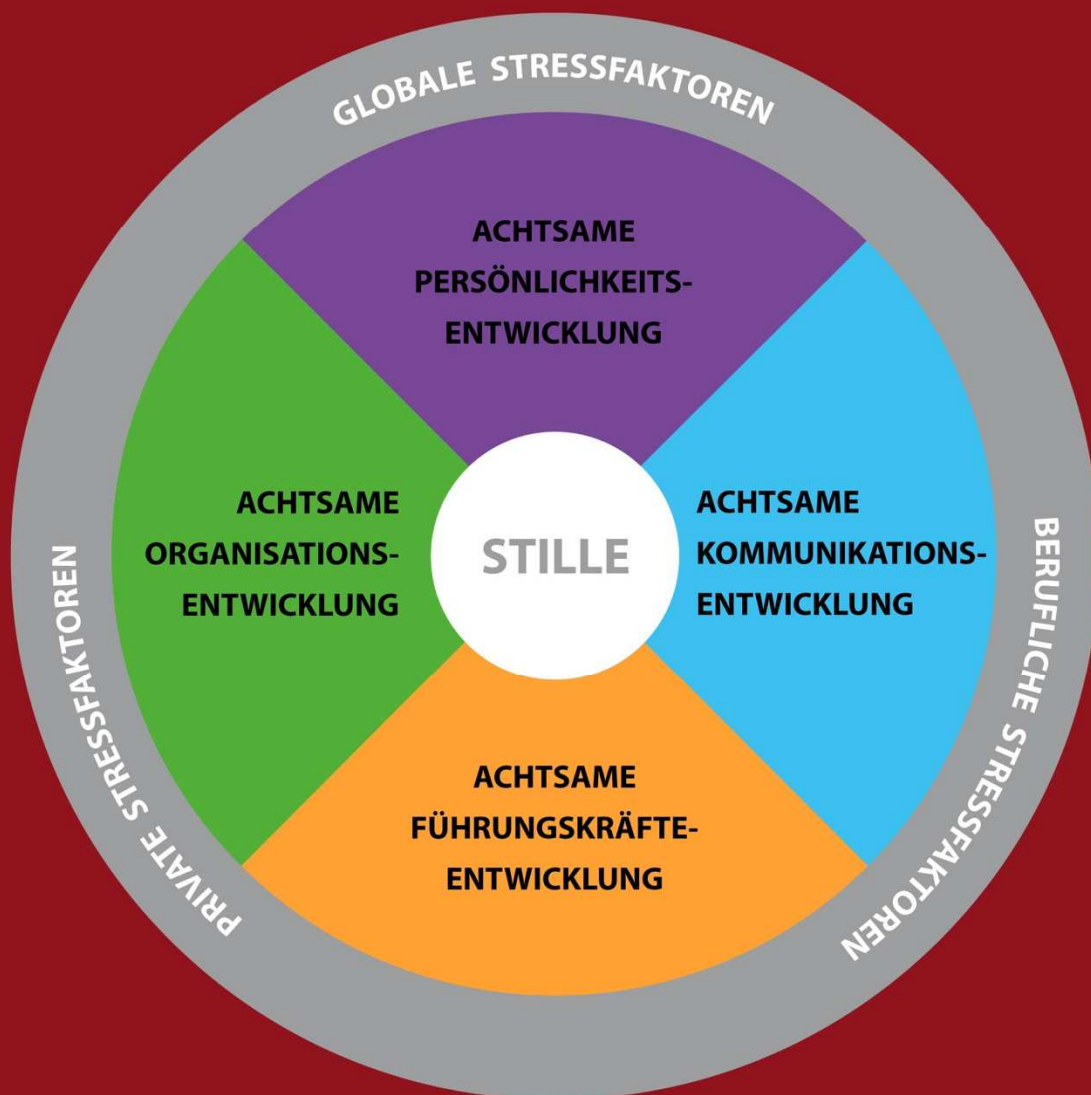 GLOBALE STRESSFAKTOREN
ACHTSAME
PERSÖNLICHKEITS-
ENTWICKLUNG
ACHTSAME
ORGANISATIONS-
ENTWICKLUNG
STILLE
ACHTSAME
KOMMUNIKATIONS-
ENTWICKLUNG
ACHTSAME
FÜHRUNGSKRÄFTE-
ENTWICKLUNG
PRIVATE STRESSFAKTOREN
BERUFLICHE STRESSFAKTOREN